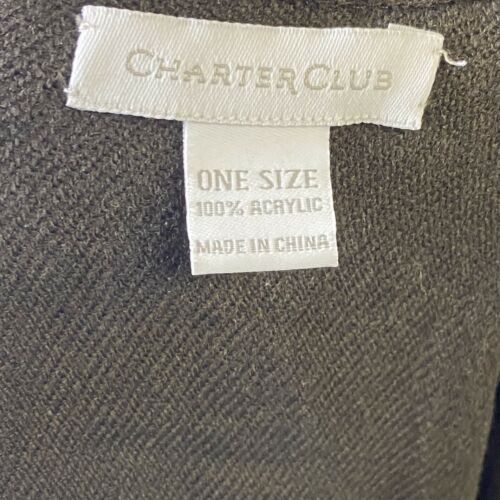 CHARTER CLUB
ONE SIZE
100% ACRYLIC
MADE IN CHINA